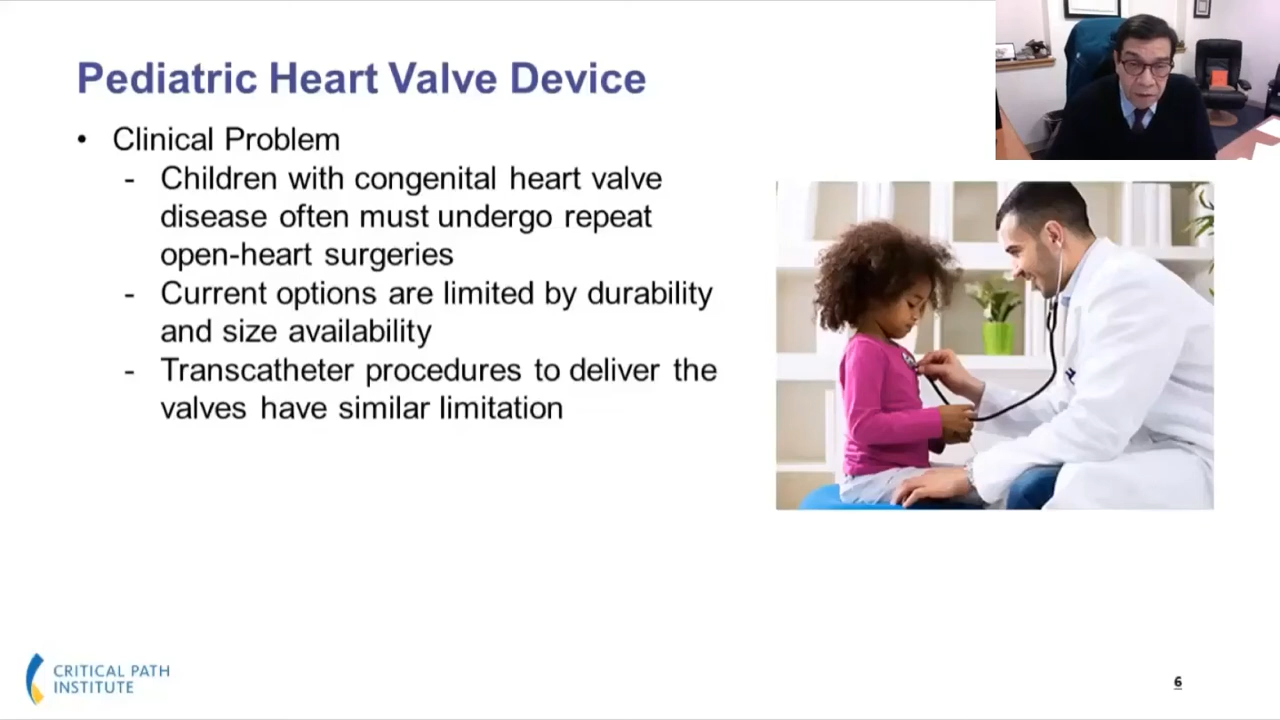 Pediatric Heart Valve Device
• Clinical Problem
- Children with congenital heart valve
disease often must undergo repeat
open-heart surgeries
- Current options are limited by durability
and size availability
- Transcatheter procedures to deliver the
valves have similar limitation
CRITICAL PATH
INSTITUTE
6